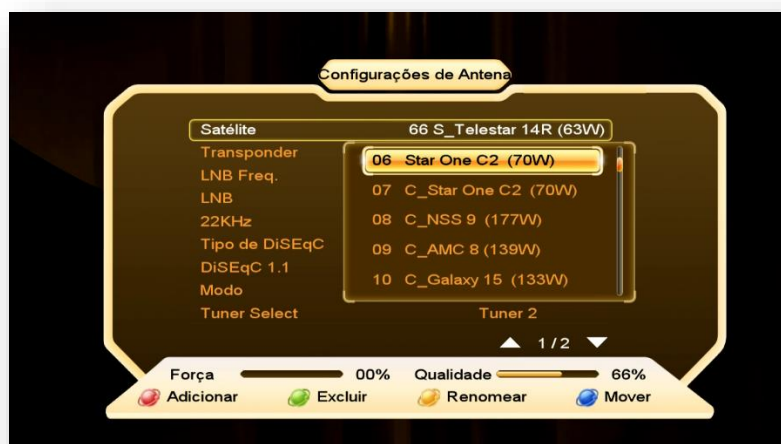 Configurações de Antena
Satélite 66 S_Telestar 14R (63W)
Transponder
06 Star One C2 (70W)
LNB Freq.
07 C_Star One C2 (70W)
LNB
22KHz
08 C_NSS 9 (177W)
Tipo de DiSEqC
09 C_AMC 8 (139W)
DiSEqC 1.1
10 C_Galaxy 15 (133W)
Modo
Tuner Select Tuner 2
1/2
Força 00% Qualidade 66%
Adicionar Excluir Renomear Mover